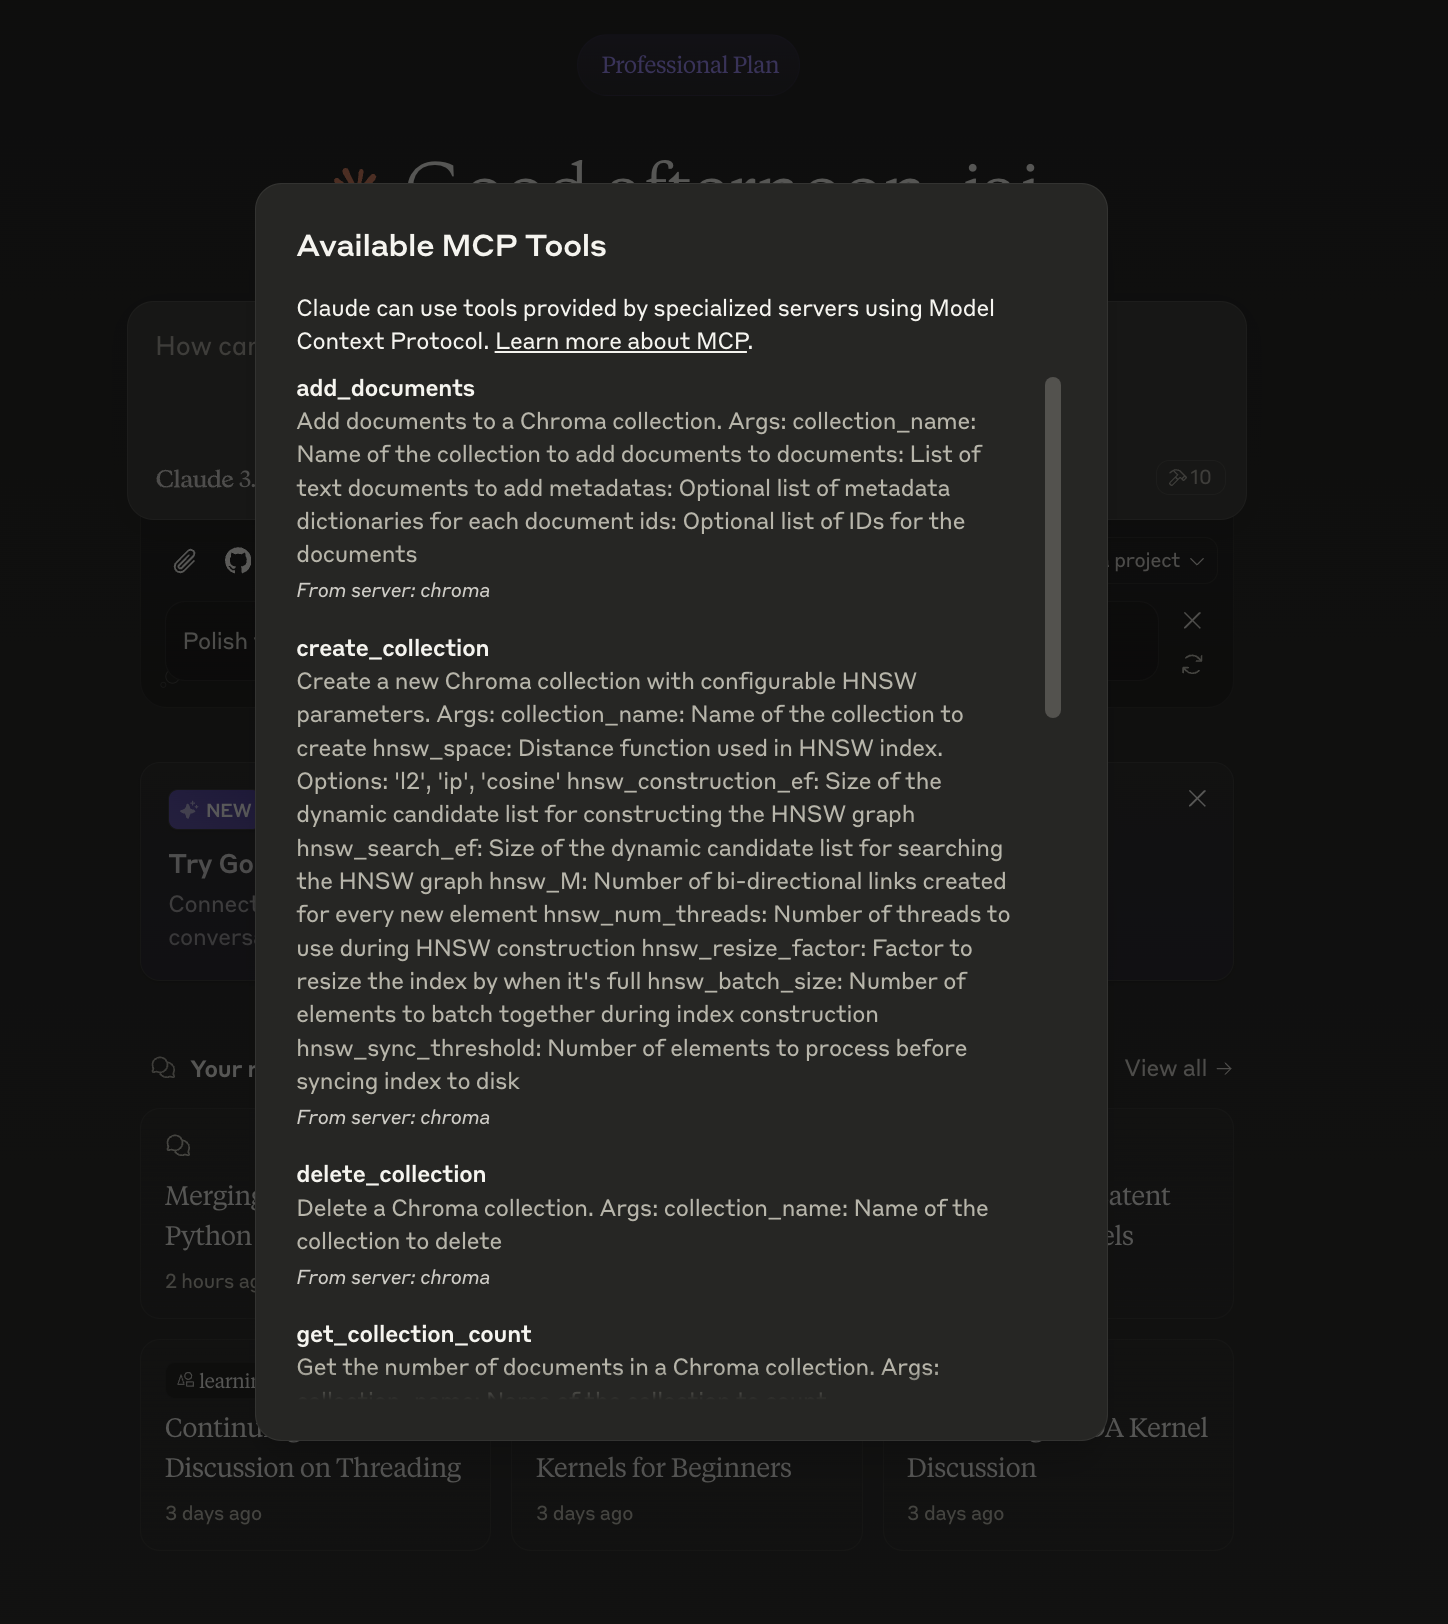 Professional Plan
Good afternoon, jai
Available MCP Tools
Claude can use tools provided by specialized servers using Model
Context Protocol. Learn more about MCP.
add_documents
Add documents to a Chroma collection. Args: collection_name:
Name of the collection to add documents to documents: List of
text documents to add metadatas: Optional list of metadata
dictionaries for each document ids: Optional list of IDs for the
documents
From server: chroma
create_collection
Create a new Chroma collection with configurable HNSW
parameters. Args: collection_name: Name of the collection to
create hnsw_space: Distance function used in HNSW index.
Options: 'l2', 'ip', 'cosine' hnsw_construction_ef: Size of the
dynamic candidate list for constructing the HNSW graph
hnsw_search_ef: Size of the dynamic candidate list for searching
the HNSW graph hnsw_M: Number of bi-directional links created
for every new element hnsw_num_threads: Number of threads to
use during HNSW construction hnsw_resize_factor: Factor to
resize the index by when it's full hnsw_batch_size: Number of
elements to batch together during index construction
hnsw_sync_threshold: Number of elements to process before
syncing index to disk
From server: chroma
delete_collection
Delete a Chroma collection. Args: collection_name: Name of the
collection to delete
From server: chroma
get_collection_count
Get the number of documents in a Chroma collection. Args:
collection_name: Name of the collection to count
How can
Claude 3.
10
project
Polish
NEW
Try Go
Connect
convers
Your r
View all
Merging
Python
2 hours ag
atent
els
learnin
Continu
Discussion on Threading
3 days ago
Kernels for Beginners
3 days ago
A Kernel
Discussion
3 days ago